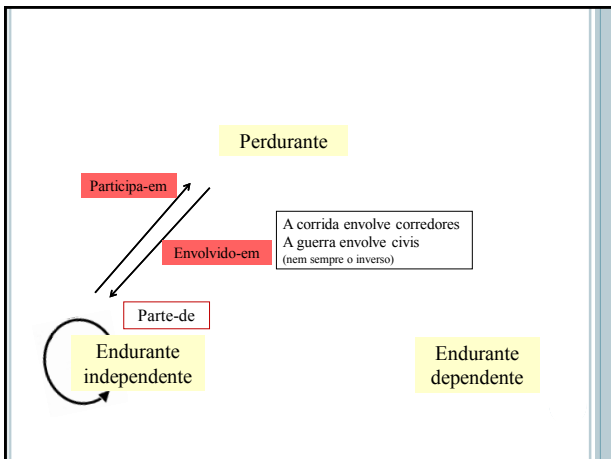 Perdurante
Participa-em
A corrida envolve corredores
A guerra envolve civis
(nem sempre o inverso)
Envolvido-em
Parte-de
Endurante
independente
Endurante
dependente